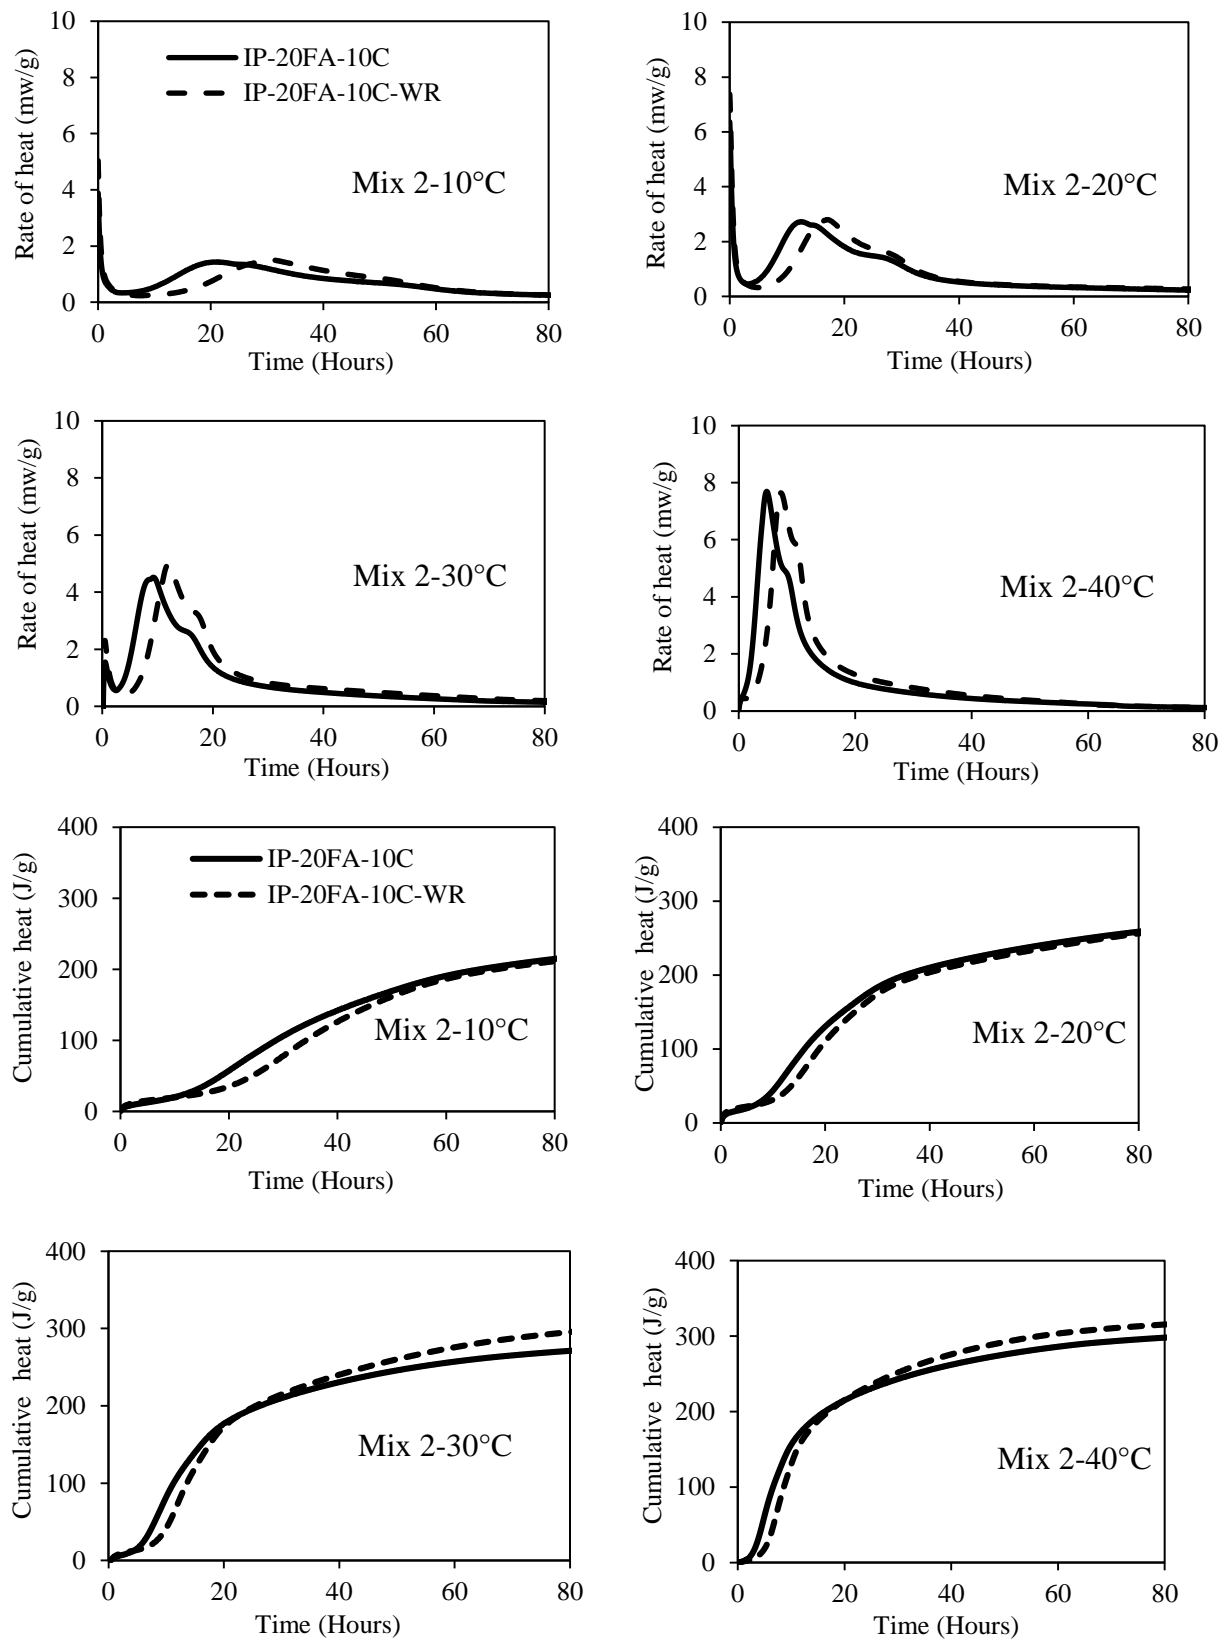 Rate of heat (mw/g)
10
8
6
4
2
0
IP-20FA-10C
IP-20FA-10C-WR
Mix 2-10°C
0 20 40 60 80
Time (Hours)
Rate of heat (mw/g)
10
8
6
4
2
0
Mix 2-20°C
0 20 40 60 80
Time (Hours)
Rate of heat (mw/g)
10
8
6
4
2
0
Mix 2-30°C
0 20 40 60 80
Time (Hours)
Rate of heat (mw/g)
10
8
6
4
2
0
Mix 2-40°C
0 20 40 60 80
Time (Hours)
Cumulative heat (J/g)
400
300
200
100
0
IP-20FA-10C
IP-20FA-10C-WR
Mix 2-10°C
0 20 40 60 80
Time (Hours)
Cumulative heat (J/g)
400
300
200
100
0
Mix 2-20°C
0 20 40 60 80
Time (Hours)
Cumulative heat (J/g)
400
300
200
100
0
Mix 2-30°C
0 20 40 60 80
Time (Hours)
Cumulative heat (J/g)
400
300
200
100
0
Mix 2-40°C
0 20 40 60 80
Time (Hours)